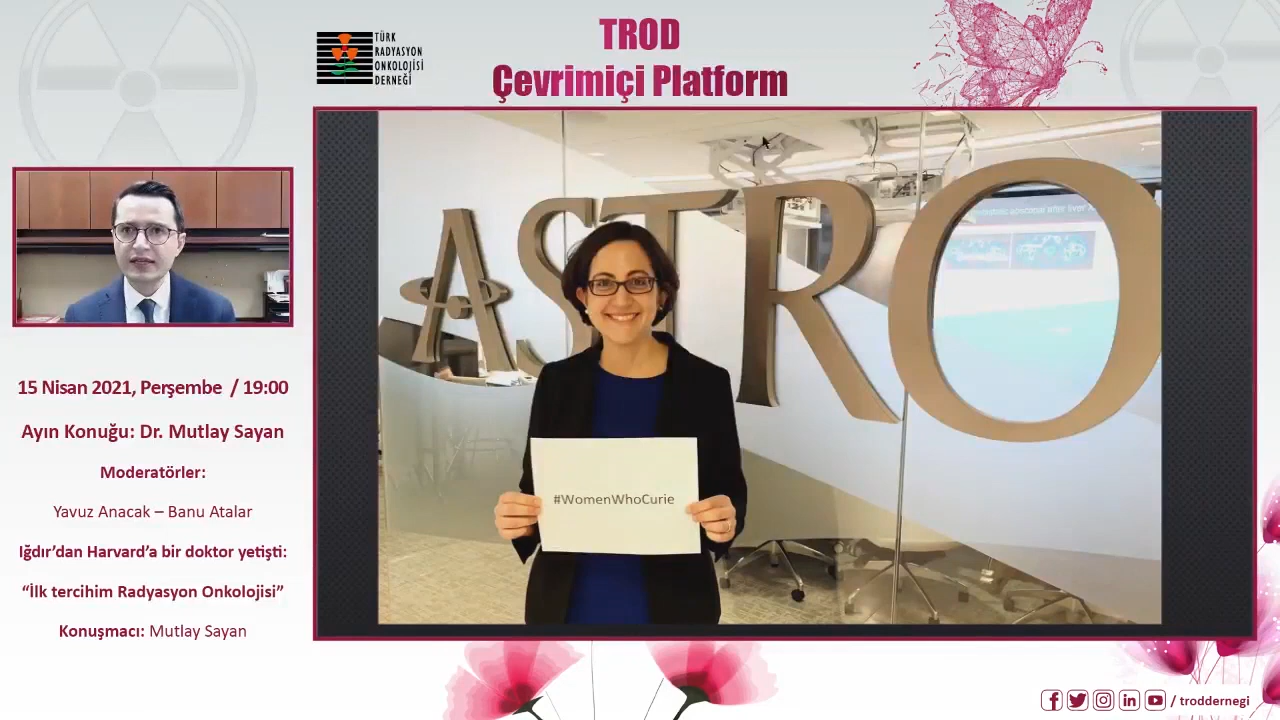 TÜRK
RADYASYON
ONKOLOJİSİ
DERNEĞİ
TROD
Çevrimiçi Platform
ASTRO
#WomenWhoCurie
15 Nisan 2021, Perşembe / 19:00
Ayın Konuğu: Dr. Mutlay Sayan
Moderatörler:
Yavuz Anacak – Banu Atalar
Iğdır’dan Harvard’a bir doktor yetişti:
“İlk tercihim Radyasyon Onkolojisi”
Konuşmacı: Mutlay Sayan
/ troddernegi